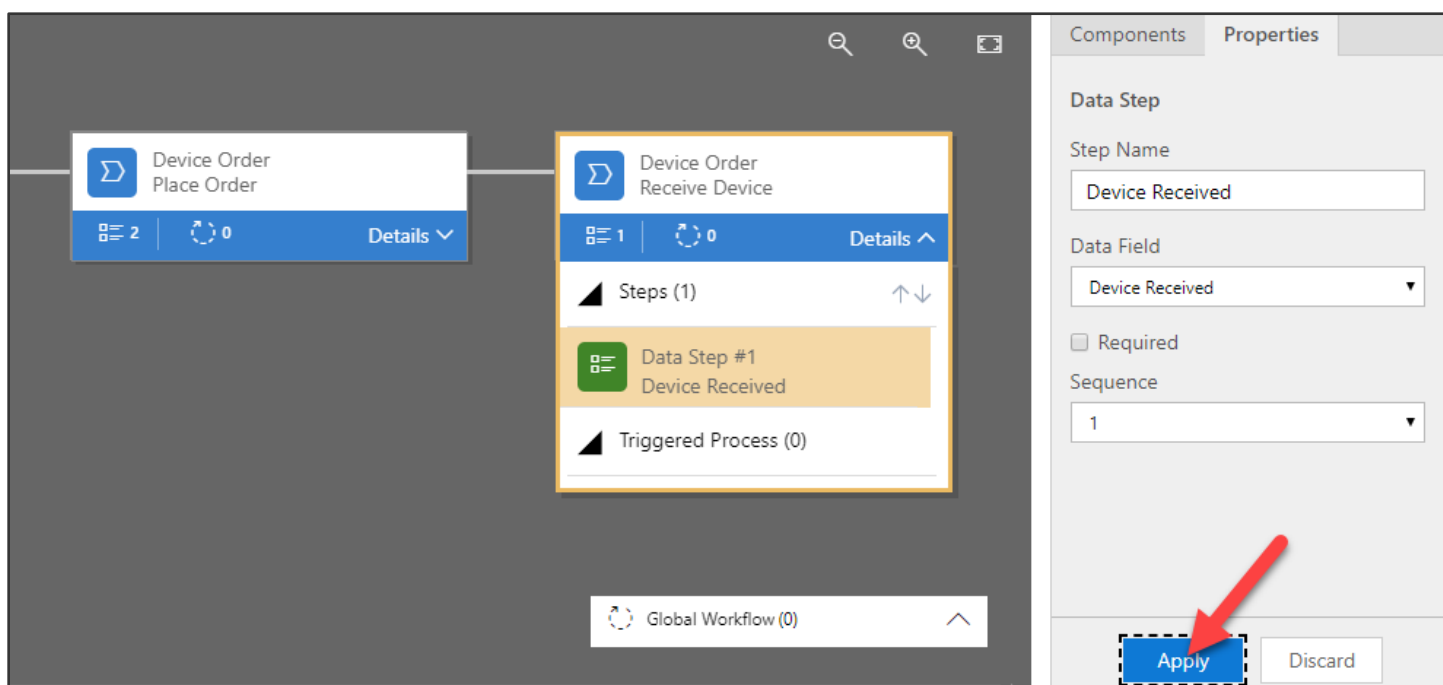 Device Order
Place Order
2
0
Details
Device Order
Receive Device
1
0
Details
Steps (1)
Data Step #1
Device Received
Triggered Process (0)
Global Workflow (0)
Components
Properties
Data Step
Step Name
Device Received
Data Field
Device Received
Required
Sequence
1
Apply
Discard